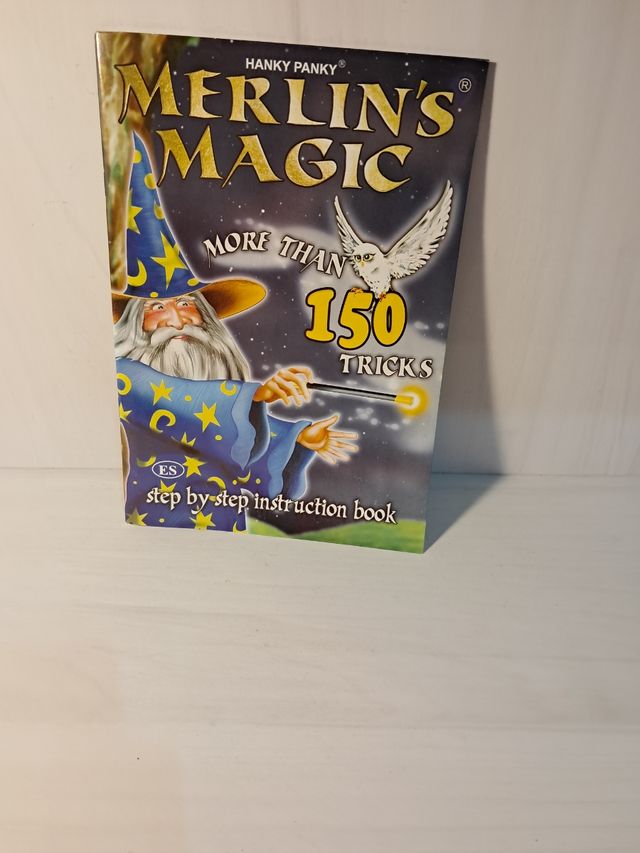 HANKY PANKY®
MERLIN'S®
MAGIC
MORE THAN
150
TRICKS
ES
step by step instruction book